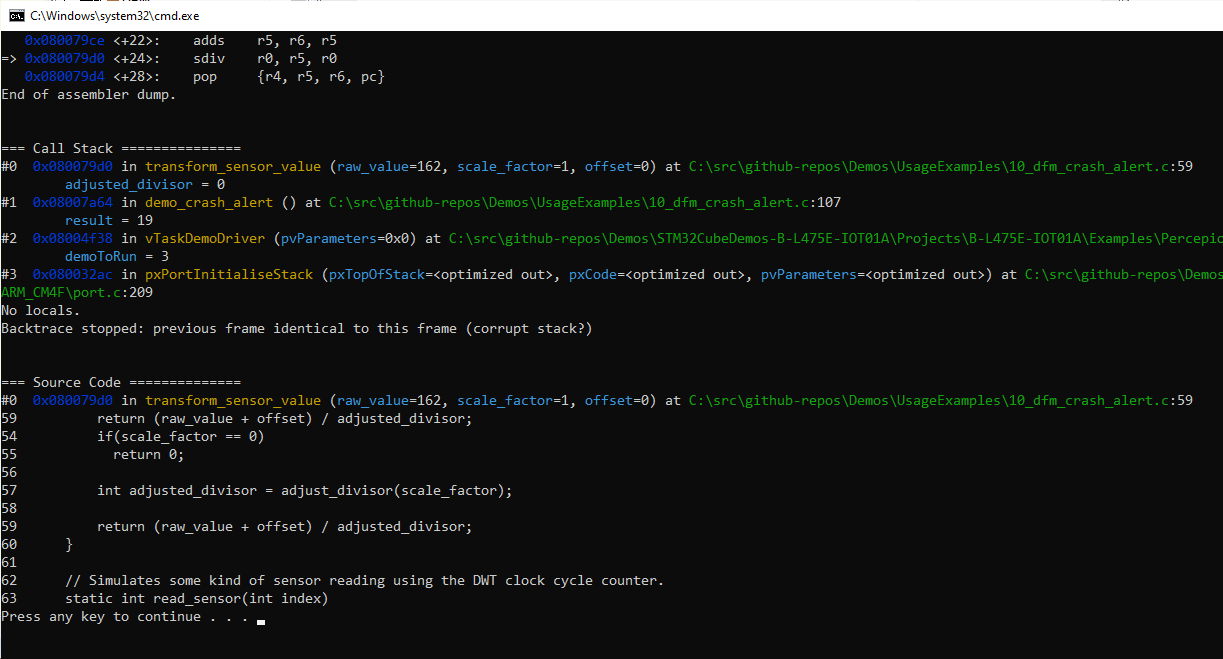 C:\Windows\system32\cmd.exe
   0x080079ce <+22>:    adds    r5, r6, r5
=> 0x080079d0 <+24>:    sdiv    r0, r5, r0
   0x080079d4 <+28>:    pop     {r4, r5, r6, pc}
End of assembler dump.
=== Call Stack ===============
#0  0x080079d0 in transform_sensor_value (raw_value=162, scale_factor=1, offset=0) at C:\src\github-repos\Demos\UsageExamples\10_dfm_crash_alert.c:59
        adjusted_divisor = 0
#1  0x08007a64 in demo_crash_alert () at C:\src\github-repos\Demos\UsageExamples\10_dfm_crash_alert.c:107
        result = 19
#2  0x08004f38 in vTaskDemoDriver (pvParameters=0x0) at C:\src\github-repos\Demos\STM32CubeDemos-B-L475E-IOT01A\Projects\B-L475E-IOT01A\Examples\Percepio
        demoToRun = 3
#3  0x080032ac in pxPortInitialiseStack (pxTopOfStack=<optimized out>, pxCode=<optimized out>, pvParameters=<optimized out>) at C:\src\github-repos\Demos
ARM_CM4F\port.c:209
No locals.
Backtrace stopped: previous frame identical to this frame (corrupt stack?)
=== Source Code ==============
#0  0x080079d0 in transform_sensor_value (raw_value=162, scale_factor=1, offset=0) at C:\src\github-repos\Demos\UsageExamples\10_dfm_crash_alert.c:59
59          return (raw_value + offset) / adjusted_divisor;
54          if(scale_factor == 0)
55            return 0;
56
57          int adjusted_divisor = adjust_divisor(scale_factor);
58
59          return (raw_value + offset) / adjusted_divisor;
60      }
61
62      // Simulates some kind of sensor reading using the DWT clock cycle counter.
63      static int read_sensor(int index)
Press any key to continue . . .